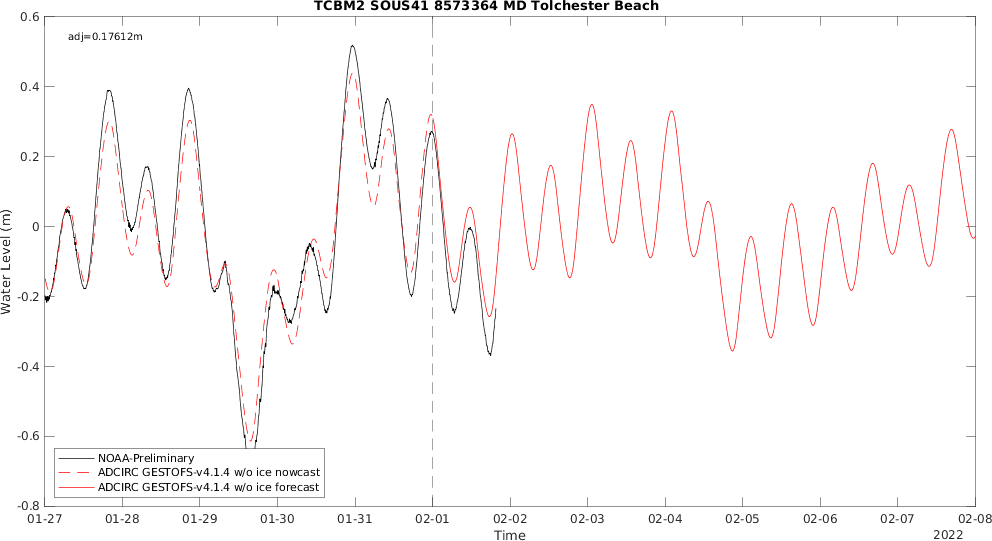 TCBM2 SOUS41 8573364 MD Tolchester Beach
adj=0.17612m
0.6
0.4
0.2
0
-0.2
-0.4
-0.6
-0.8
Water Level (m)
NOAA-Preliminary
ADCIRC GESTOFS-v4.1.4 w/o ice nowcast
ADCIRC GESTOFS-v4.1.4 w/o ice forecast
01-27 01-28 01-29 01-30 01-31 02-01 02-02 02-03 02-04 02-05 02-06 02-07 02-08
Time
2022